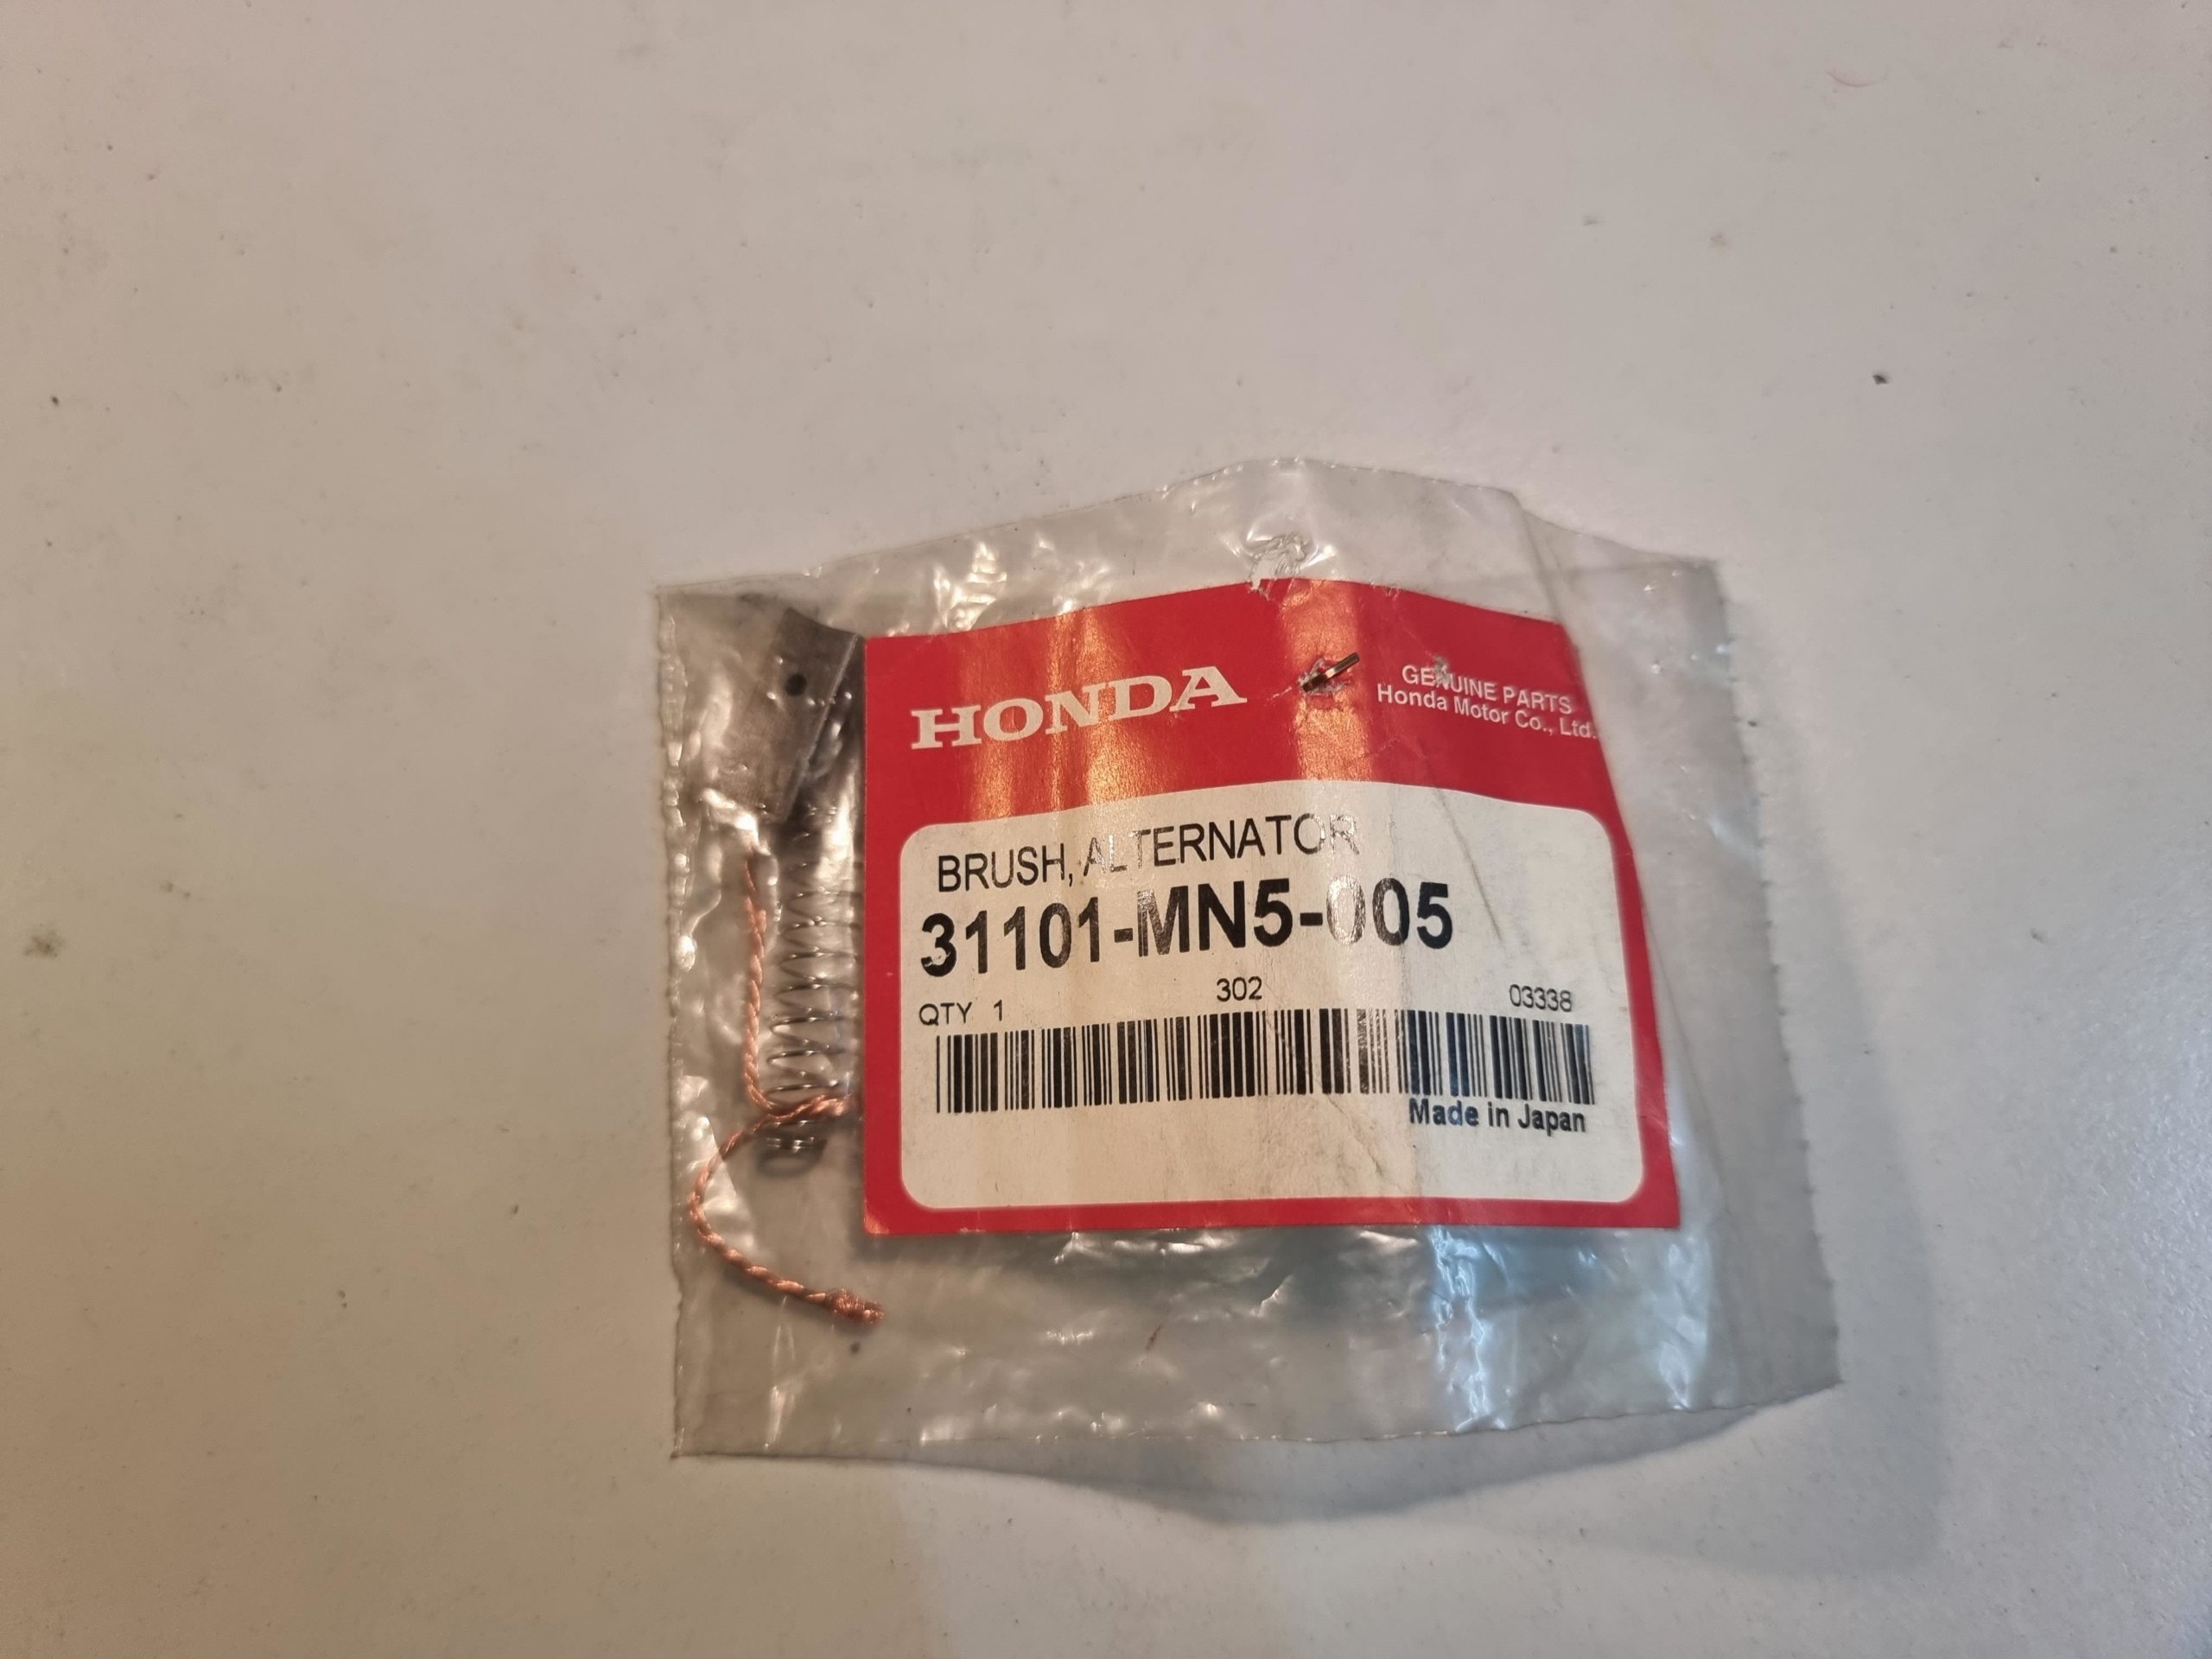 HONDA
GENUINE PARTS
Honda Motor Co., Ltd.
BRUSH, ALTERNATOR
31101-MN5-005
QTY 1 302 03338
Made in Japan